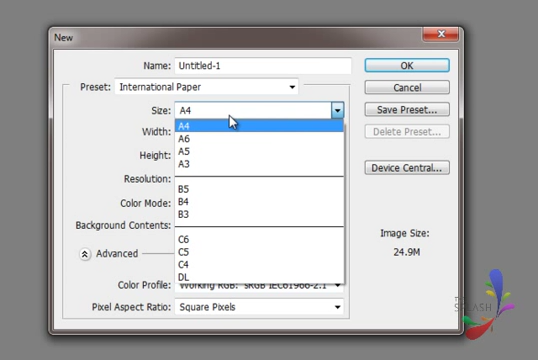 New
Name: Untitled-1
OK
Preset: International Paper
Cancel
Size: A4
Save Preset...
Width:
A4
Delete Preset...
A6
Height:
A5
A3
Device Central...
Resolution:
B5
Color Mode:
B4
B3
Background Contents:
Image Size:
C6
Advanced
C5
24.9M
C4
DL
Color Profile: Working RGB: sRGB IEC61966-2.1
Pixel Aspect Ratio: Square Pixels
SPLASH